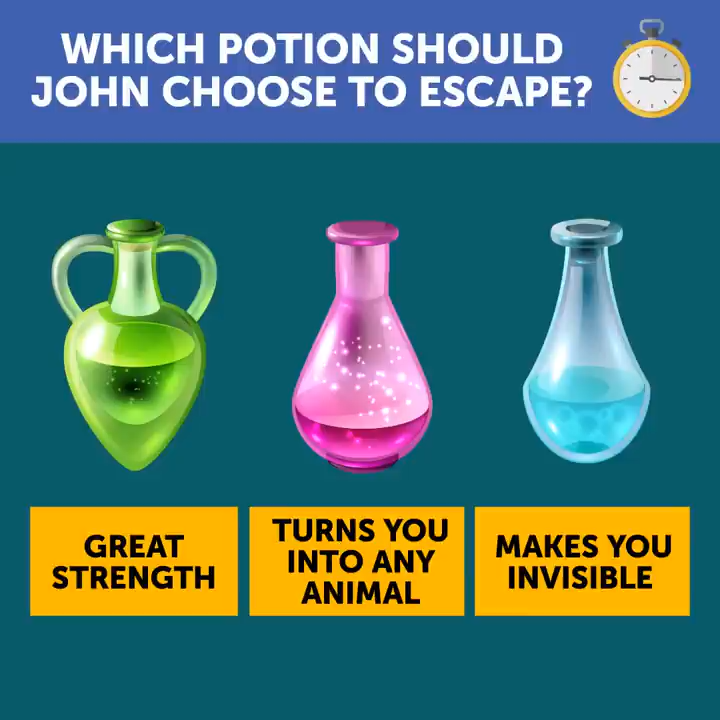 WHICH POTION SHOULD
JOHN CHOOSE TO ESCAPE?
GREAT
STRENGTH
TURNS YOU
INTO ANY
ANIMAL
MAKES YOU
INVISIBLE